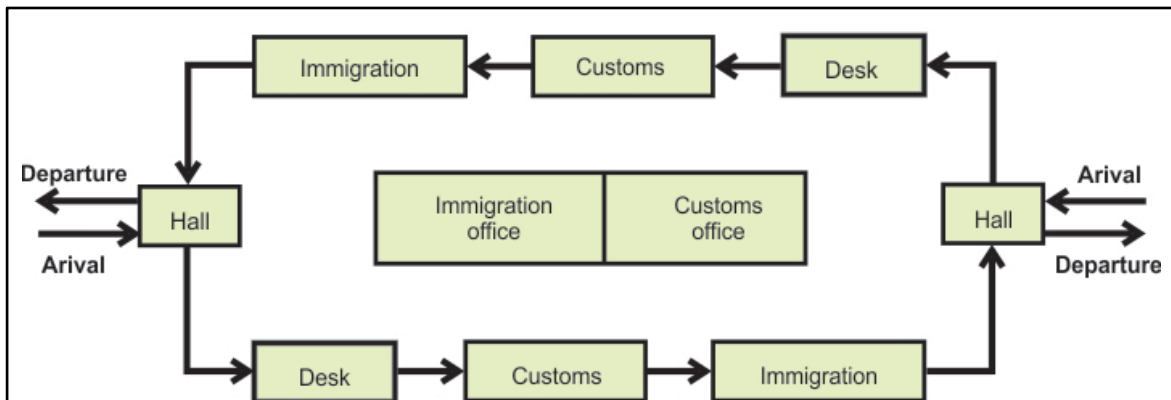 Immigration
Customs
Desk
Departure
Hall
Arival
Immigration
office
Customs
office
Arival
Hall
Departure
Desk
Customs
Immigration